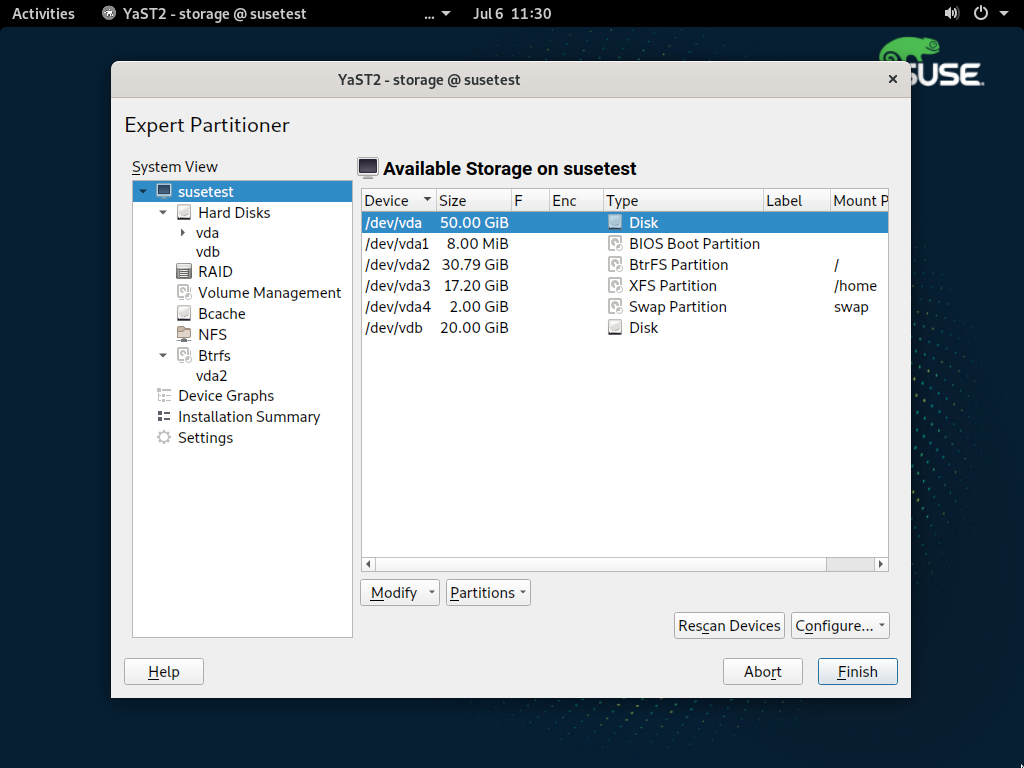 Activities YaST2 - storage @ susetest ... Jul 6 11:30
SUSE.
YaST2 - storage @ susetest ×
Expert Partitioner
System View
susetest
Hard Disks
vda
vdb
RAID
Volume Management
Bcache
NFS
Btrfs
vda2
Device Graphs
Installation Summary
Settings
Available Storage on susetest
Device Size F Enc Type Label Mount P
/dev/vda 50.00 GiB Disk
/dev/vda1 8.00 MiB BIOS Boot Partition
/dev/vda2 30.79 GiB BtrFS Partition /
/dev/vda3 17.20 GiB XFS Partition /home
/dev/vda4 2.00 GiB Swap Partition swap
/dev/vdb 20.00 GiB Disk
Modify Partitions
Rescan Devices Configure...
Help Abort Finish